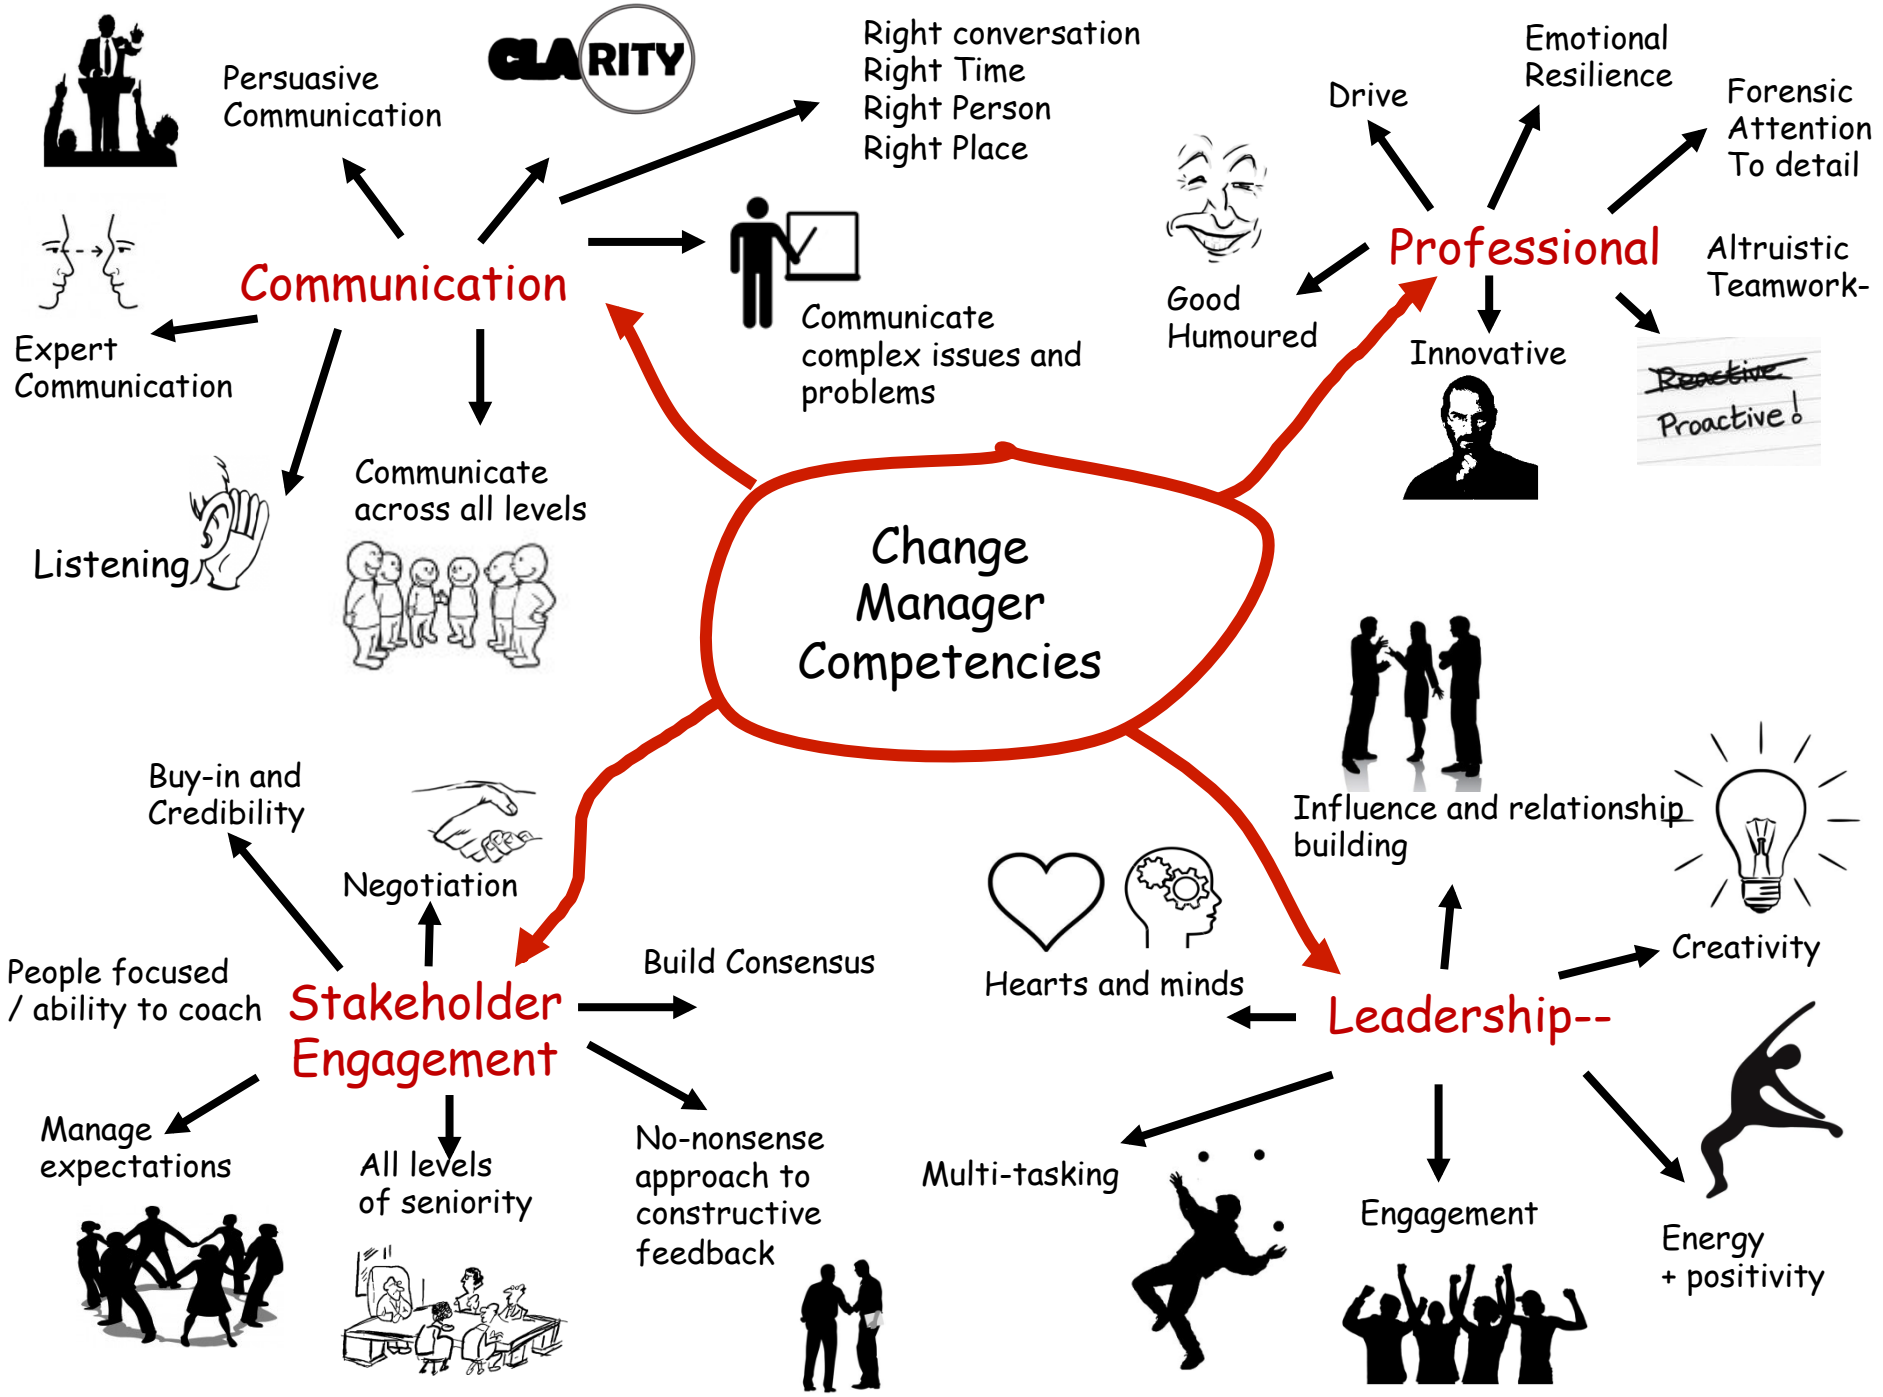 Persuasive
Communication
CLARITY
Right conversation
Right Time
Right Person
Right Place
Communication
Expert
Communication
Listening
Communicate
across all levels
Communicate
complex issues and
problems
Drive
Emotional
Resilience
Forensic
Attention
To detail
Professional
Altruistic
Teamwork-
Good
Humoured
Innovative
Reactive
Proactive!
Change
Manager
Competencies
Buy-in and
Credibility
Negotiation
People focused
/ ability to coach
Stakeholder
Engagement
Build Consensus
Manage
expectations
All levels
of seniority
No-nonsense
approach to
constructive
feedback
Influence and relationship
building
Creativity
Hearts and minds
Leadership--
Multi-tasking
Engagement
Energy
+ positivity